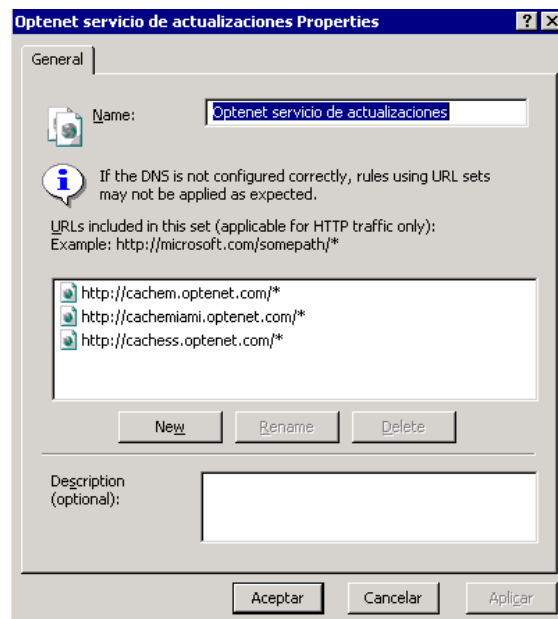 Optenet servicio de actualizaciones Properties
General
Name:
Optenet servicio de actualizaciones
If the DNS is not configured correctly, rules using URL sets
may not be applied as expected.
URLs included in this set (applicable for HTTP traffic only):
Example: http://microsoft.com/somepath/*
http://cachem.optenet.com/*
http://cachemiami.optenet.com/*
http://cachess.optenet.com/*
New
Rename
Delete
Description
(optional):
Aceptar
Cancelar
Aplicar